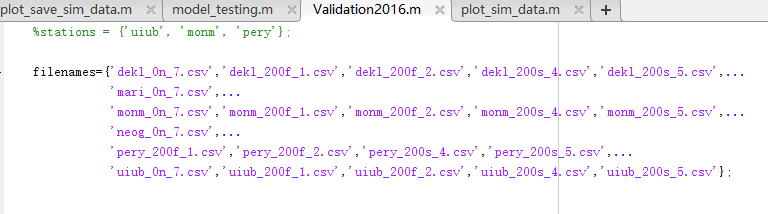 plot_save_sim_data.m × model_testing.m × Validation2016.m × plot_sim_data.m × +
%stations = {'uiub', 'monm', 'pery'};
filenames={'dekl_0n_7.csv','dekl_200f_1.csv','dekl_200f_2.csv','dekl_200s_4.csv','dekl_200s_5.csv',...
'mari_0n_7.csv',...
'monm_0n_7.csv','monm_200f_1.csv','monm_200f_2.csv','monm_200s_4.csv','monm_200s_5.csv',...
'neog_0n_7.csv',...
'pery_200f_1.csv','pery_200f_2.csv','pery_200s_4.csv','pery_200s_5.csv',...
'uiub_0n_7.csv','uiub_200f_1.csv','uiub_200f_2.csv','uiub_200s_4.csv','uiub_200s_5.csv'};